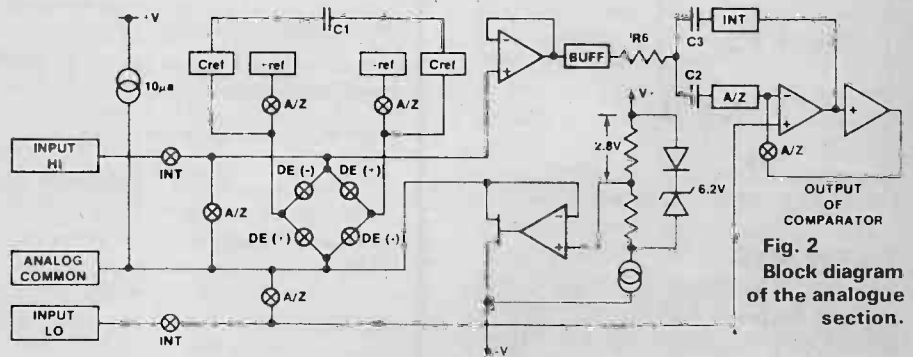 +V
C1
10µa
Cref
-ref
-ref
Cref
A/Z
A/Z
BUFF
R6
C3
INT
C2
A/Z
V+
2.8V
6.2V
A/Z
OUTPUT
OF
COMPARATOR
INPUT
HI
INT
A/Z
DE (-)
DE (+)
DE (+)
DE (-)
ANALOG
COMMON
A/Z
INPUT
LO
INT
-V
Fig. 2
Block diagram
of the analogue
section.